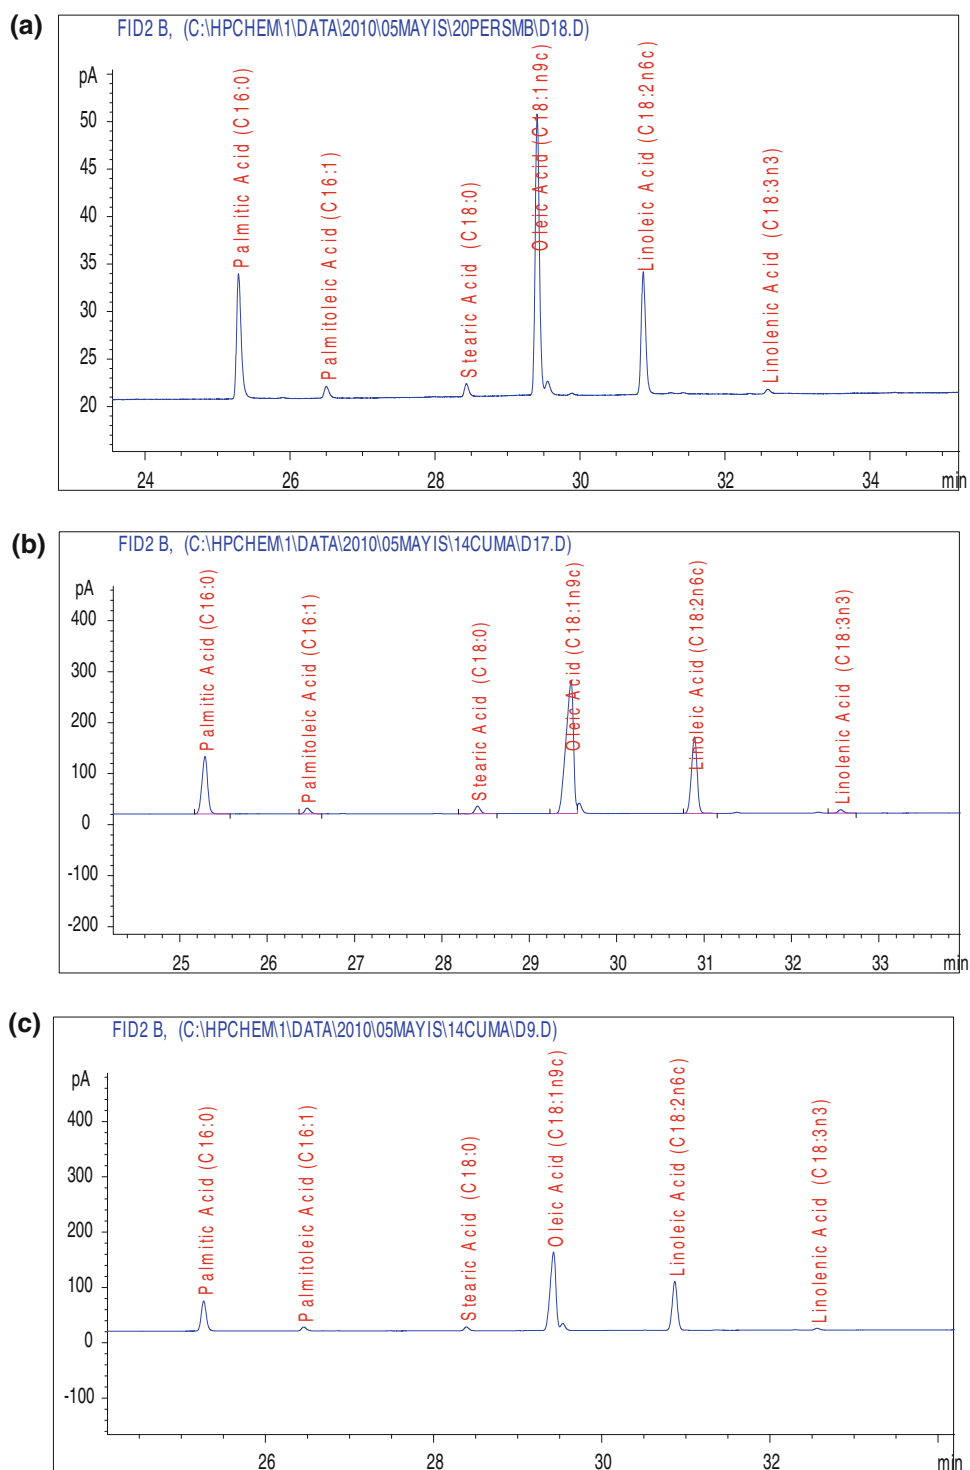 (a)
FID2 B, (C:\HPCHEM\1\DATA\2010\05MAYIS\20PERSMB\D18.D)
pA
50
45
40
35
30
25
20
Palmitic Acid (C16:0)
Palmitoleic Acid (C16:1)
Stearic Acid (C18:0)
Oleic Acid (C18:1n9c)
Linoleic Acid (C18:2n6c)
Linolenic Acid (C18:3n3)
24 26 28 30 32 34 min
(b)
FID2 B, (C:\HPCHEM\1\DATA\2010\05MAYIS\14CUMA\D17.D)
pA
400
300
200
100
0
-100
-200
Palmitic Acid (C16:0)
Palmitoleic Acid (C16:1)
Stearic Acid (C18:0)
Oleic Acid (C18:1n9c)
Linoleic Acid (C18:2n6c)
Linolenic Acid (C18:3n3)
25 26 27 28 29 30 31 32 33 min
(c)
FID2 B, (C:\HPCHEM\1\DATA\2010\05MAYIS\14CUMA\D9.D)
pA
400
300
200
100
0
-100
Palmitic Acid (C16:0)
Palmitoleic Acid (C16:1)
Stearic Acid (C18:0)
Oleic Acid (C18:1n9c)
Linoleic Acid (C18:2n6c)
Linolenic Acid (C18:3n3)
26 28 30 32 min